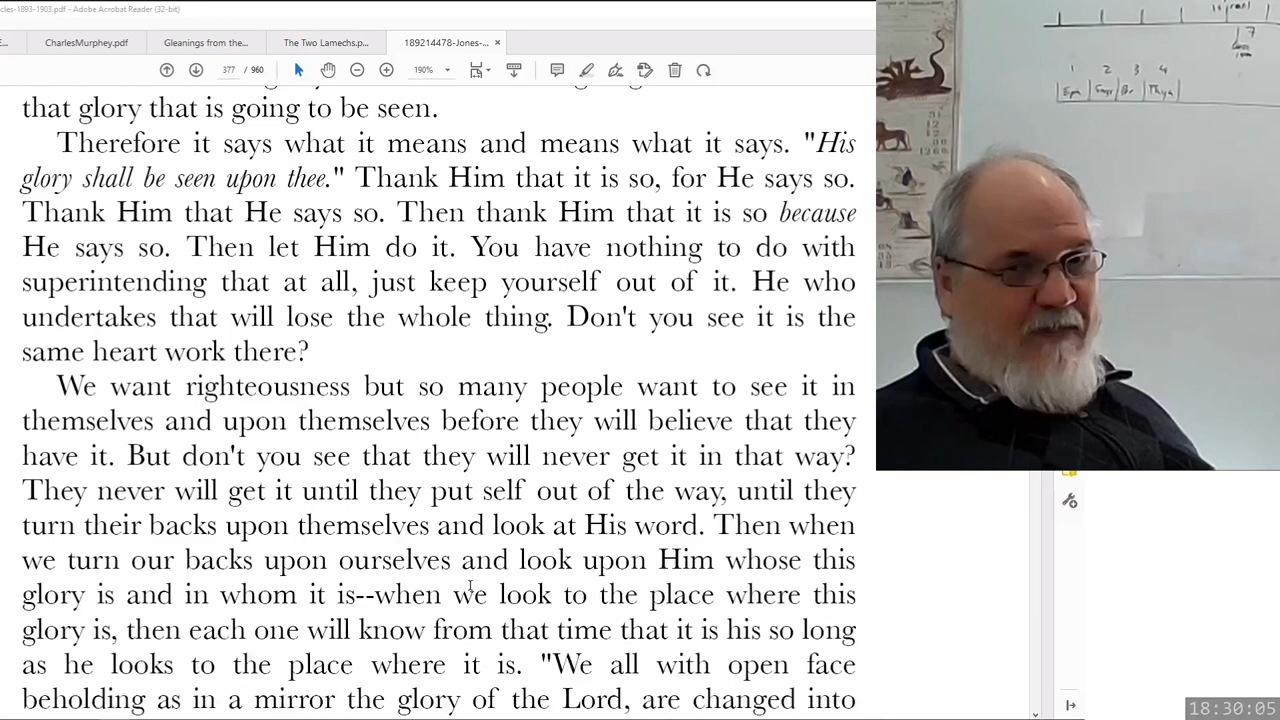 cles-1893-1903.pdf - Adobe Acrobat Reader (32-bit)
CharlesMurphey.pdf
Gleanings from the...
The Two Lamechs.p...
189214478-Jones-...
377 / 960
190%
that glory that is going to be seen.
Therefore it says what it means and means what it says. "His
glory shall be seen upon thee." Thank Him that it is so, for He says so.
Thank Him that He says so. Then thank Him that it is so because
He says so. Then let Him do it. You have nothing to do with
superintending that at all, just keep yourself out of it. He who
undertakes that will lose the whole thing. Don't you see it is the
same heart work there?
We want righteousness but so many people want to see it in
themselves and upon themselves before they will believe that they
have it. But don't you see that they will never get it in that way?
They never will get it until they put self out of the way, until they
turn their backs upon themselves and look at His word. Then when
we turn our backs upon ourselves and look upon Him whose this
glory is and in whom it is--when we look to the place where this
glory is, then each one will know from that time that it is his so long
as he looks to the place where it is. "We all with open face
beholding as in a mirror the glory of the Lord, are changed into
7
1 2 3 4
Thya
1260
18:30:05